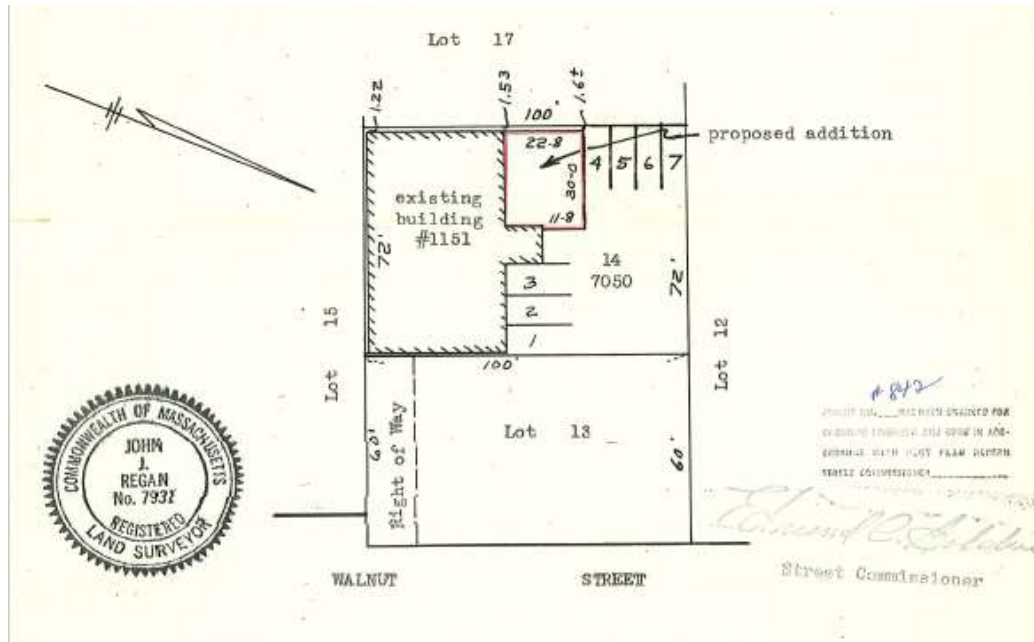 Lot 17
1.22
1.53
1.6±
100'
22-8
proposed addition
4 5 6 7
30-0
11-8
existing
building
#1151
72'
14
7050
72'
3
2
1
Lot 15
Lot 12
100'
Right of Way
60'
Lot 13
60'
COMMONWEALTH OF MASSACHUSETTS
JOHN
J.
REGAN
No. 7931
REGISTERED
LAND SURVEYOR
# 842
STREET COMMISSIONER
Street Commissioner
WALNUT STREET